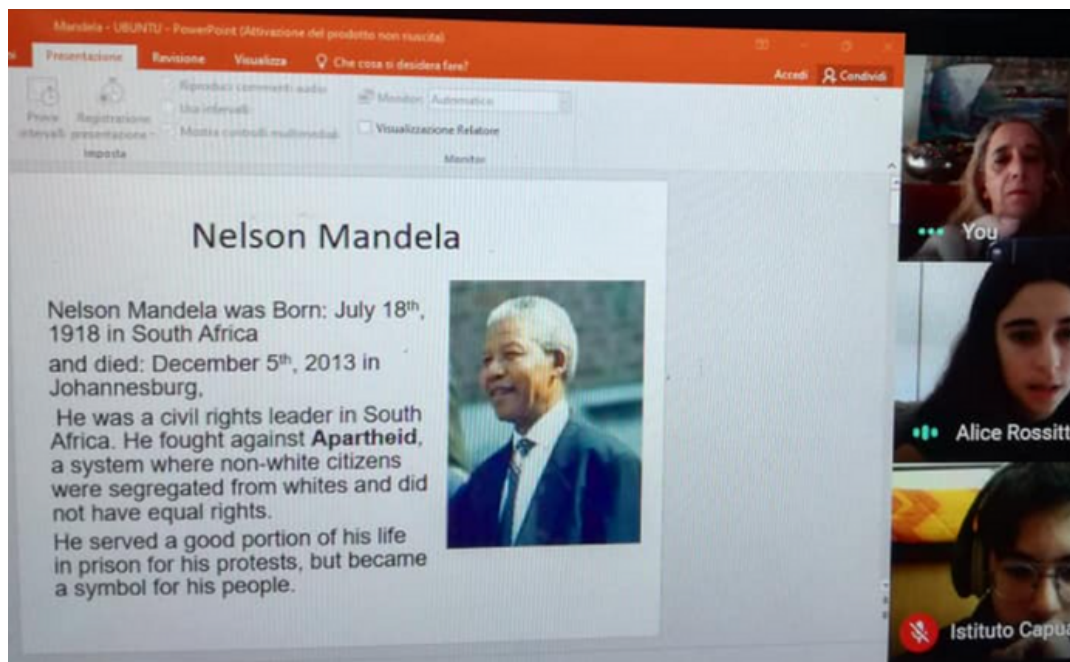 Mandela - UBUNTU - PowerPoint (Attivazione del prodotto non riuscita)
Presentazione Revisione Visualizza Che cosa si desidera fare?
Accedi Condividi
Riproduci commenti audio
Usa intervalli
Mostra controlli multimediali
Prova intervalli
Registrazione presentazione
Imposta
Monitor: Automatico
Visualizzazione Relatore
Monitor
Nelson Mandela
Nelson Mandela was Born: July 18th,
1918 in South Africa
and died: December 5th, 2013 in
Johannesburg,
He was a civil rights leader in South
Africa. He fought against Apartheid,
a system where non-white citizens
were segregated from whites and did
not have equal rights.
He served a good portion of his life
in prison for his protests, but became
a symbol for his people.
You
Alice Rossitt
Istituto Capua